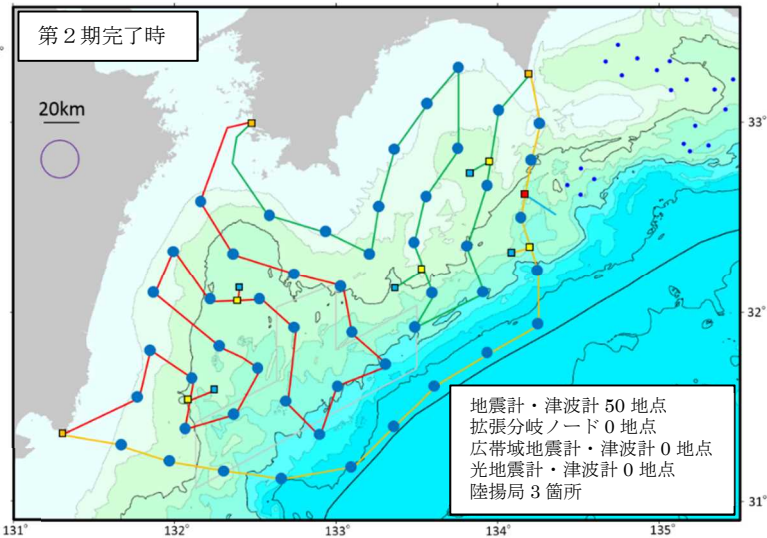 第２期完了時
20km
33°
32°
31°
131°
132°
133°
134°
135°
地震計・津波計 50 地点
拡張分岐ノード 0 地点
広帯域地震計・津波計 0 地点
光地震計・津波計 0 地点
陸揚局 3 箇所